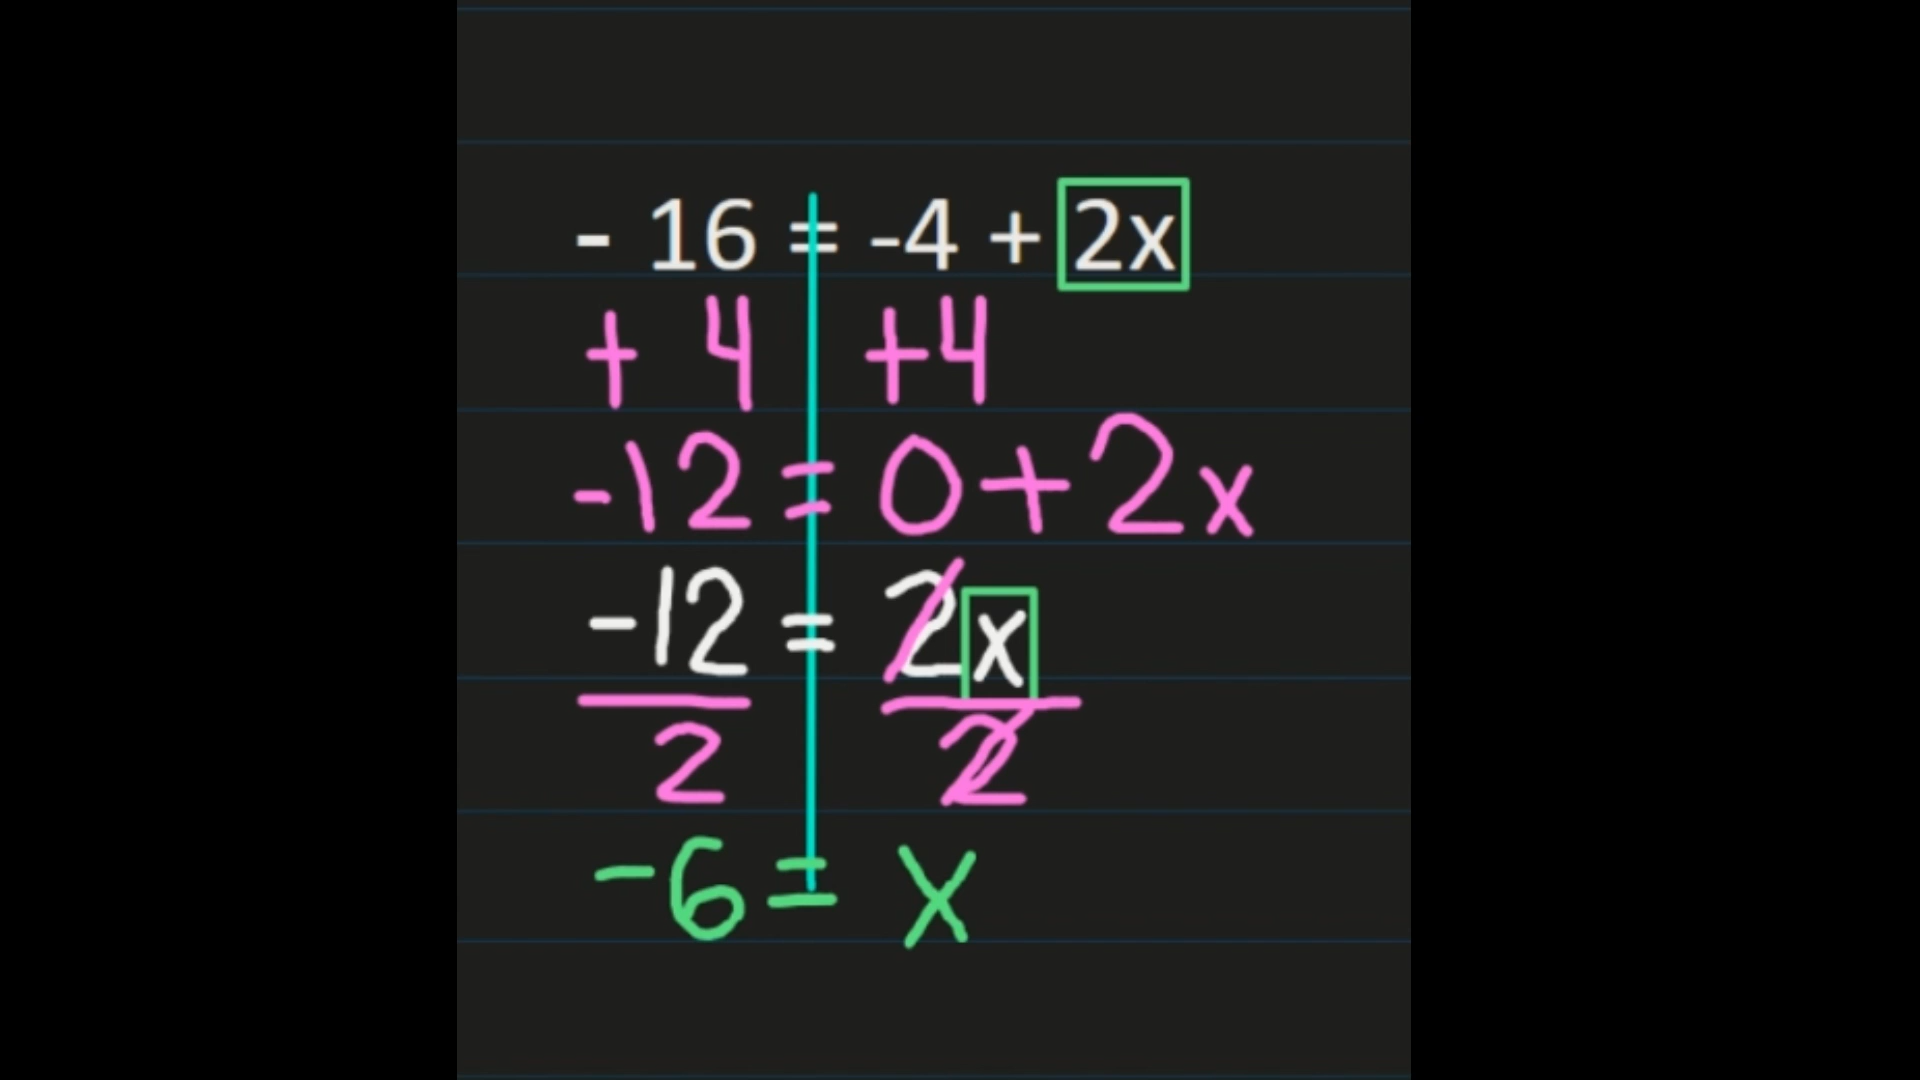 - 16 = -4 + 2x
+ 4 +4
-12 = 0+2x
-12 = 2x
2 2
-6 = x